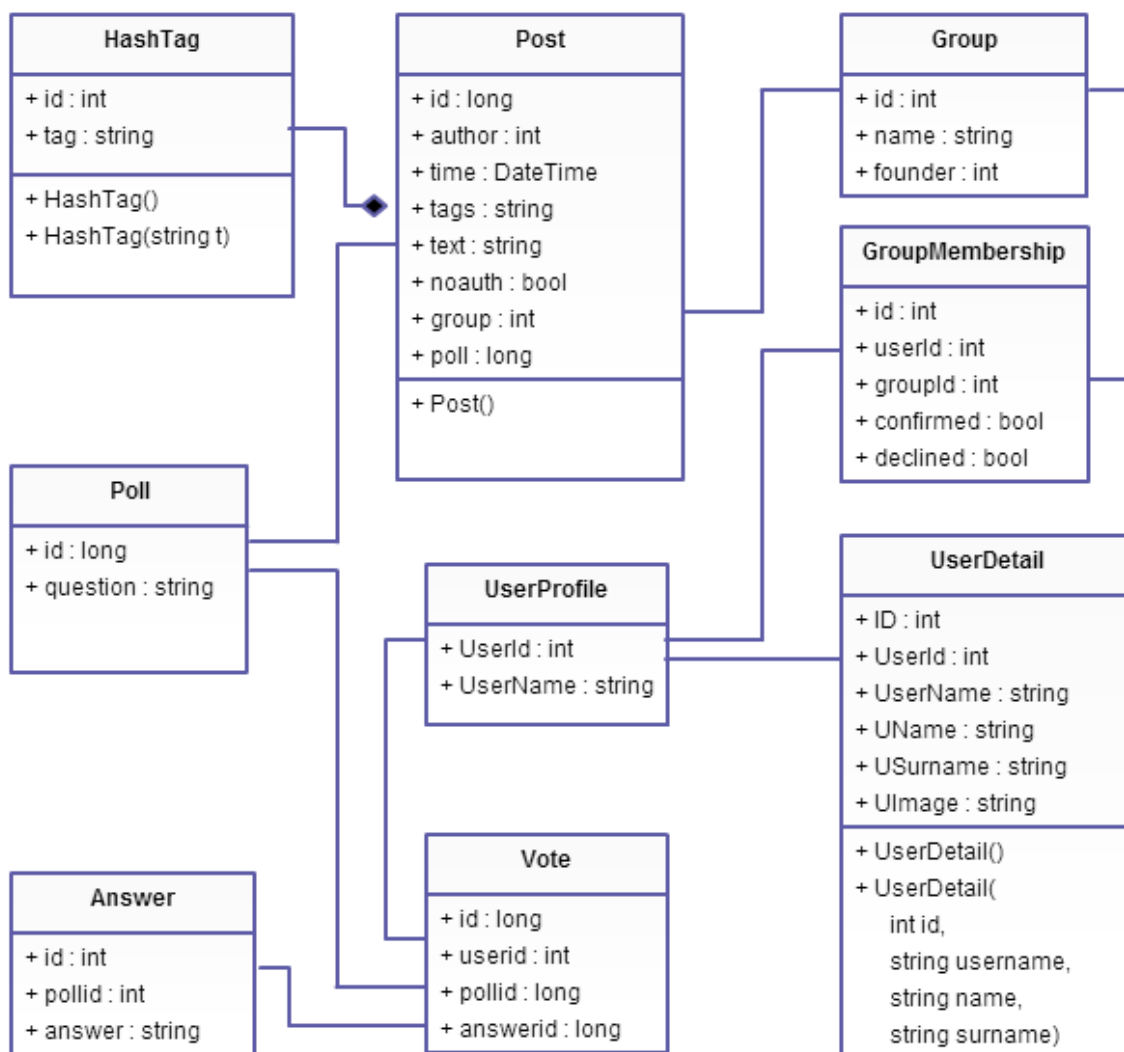 HashTag
+ id : int
+ tag : string
+ HashTag()
+ HashTag(string t)
Post
+ id : long
+ author : int
+ time : DateTime
+ tags : string
+ text : string
+ noauth : bool
+ group : int
+ poll : long
+ Post()
Group
+ id : int
+ name : string
+ founder : int
GroupMembership
+ id : int
+ userId : int
+ groupId : int
+ confirmed : bool
+ declined : bool
Poll
+ id : long
+ question : string
UserProfile
+ UserId : int
+ UserName : string
UserDetail
+ ID : int
+ UserId : int
+ UserName : string
+ UName : string
+ USurname : string
+ UImage : string
+ UserDetail()
+ UserDetail(
int id,
string username,
string name,
string surname)
Answer
+ id : int
+ pollid : int
+ answer : string
Vote
+ id : long
+ userid : int
+ pollid : long
+ answerid : long